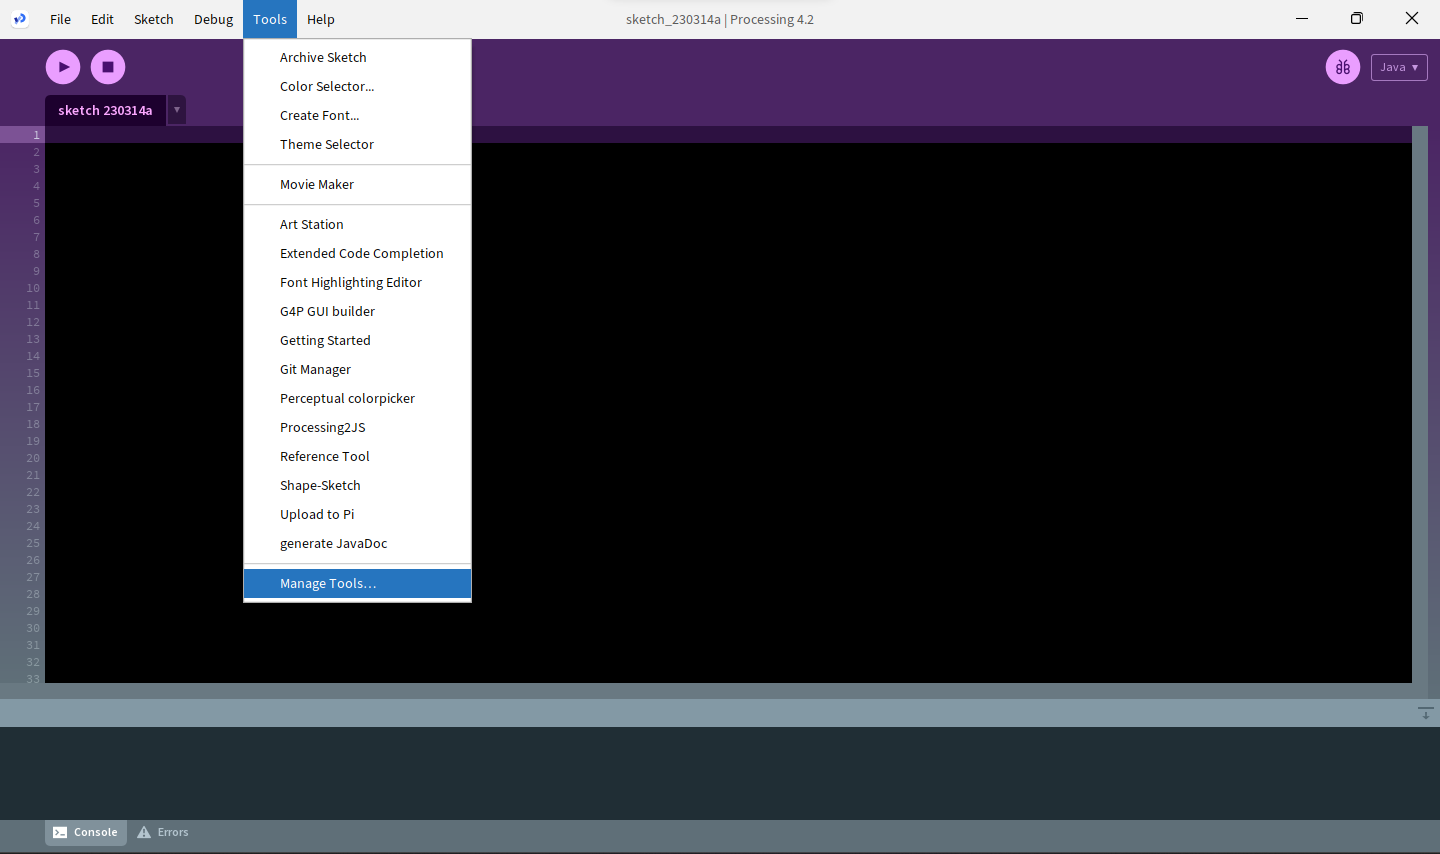 File Edit Sketch Debug Tools Help
sketch_230314a | Processing 4.2
Java
sketch 230314a
Archive Sketch
Color Selector...
Create Font...
Theme Selector
Movie Maker
Art Station
Extended Code Completion
Font Highlighting Editor
G4P GUI builder
Getting Started
Git Manager
Perceptual colorpicker
Processing2JS
Reference Tool
Shape-Sketch
Upload to Pi
generate JavaDoc
Manage Tools…
1
2
3
4
5
6
7
8
9
10
11
12
13
14
15
16
17
18
19
20
21
22
23
24
25
26
27
28
29
30
31
32
33
Console Errors